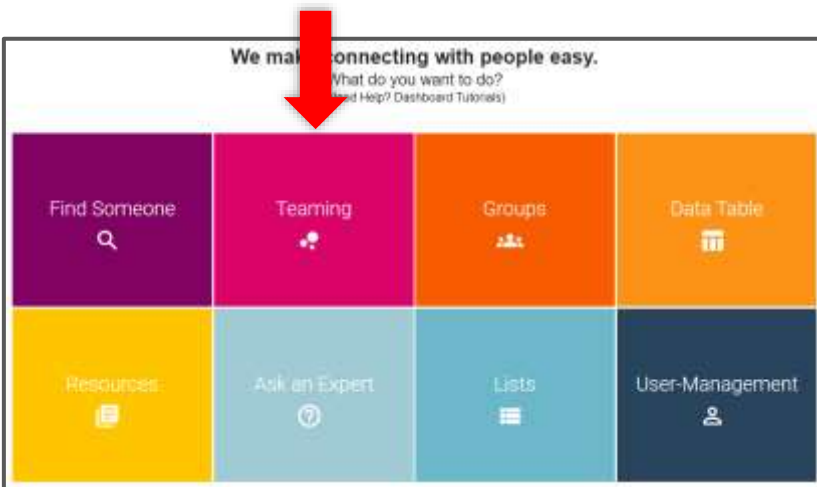 We mak connecting with people easy.
What do you want to do?
eed Help? Dashboard Tutorials)
Find Someone
Teaming
Groups
Data Table
Resources
Ask an Expert
Lists
User-Management